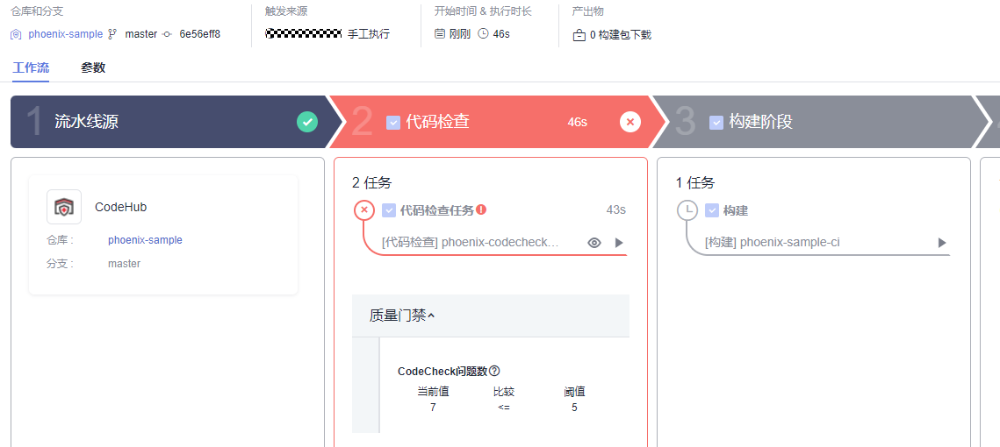 仓库和分支 触发来源 开始时间 & 执行时长 产出物
phoenix-sample master 6e56eff8 手工执行 刚刚 46s 0 构建包下载
工作流 参数
1 流水线源 2 代码检查 46s 3 构建阶段
CodeHub
仓库 : phoenix-sample
分支 : master
2 任务
代码检查任务 43s
[代码检查] phoenix-codecheck...
质量门禁
CodeCheck问题数
当前值 比较 阈值
7 <= 5
1 任务
构建
[构建] phoenix-sample-ci